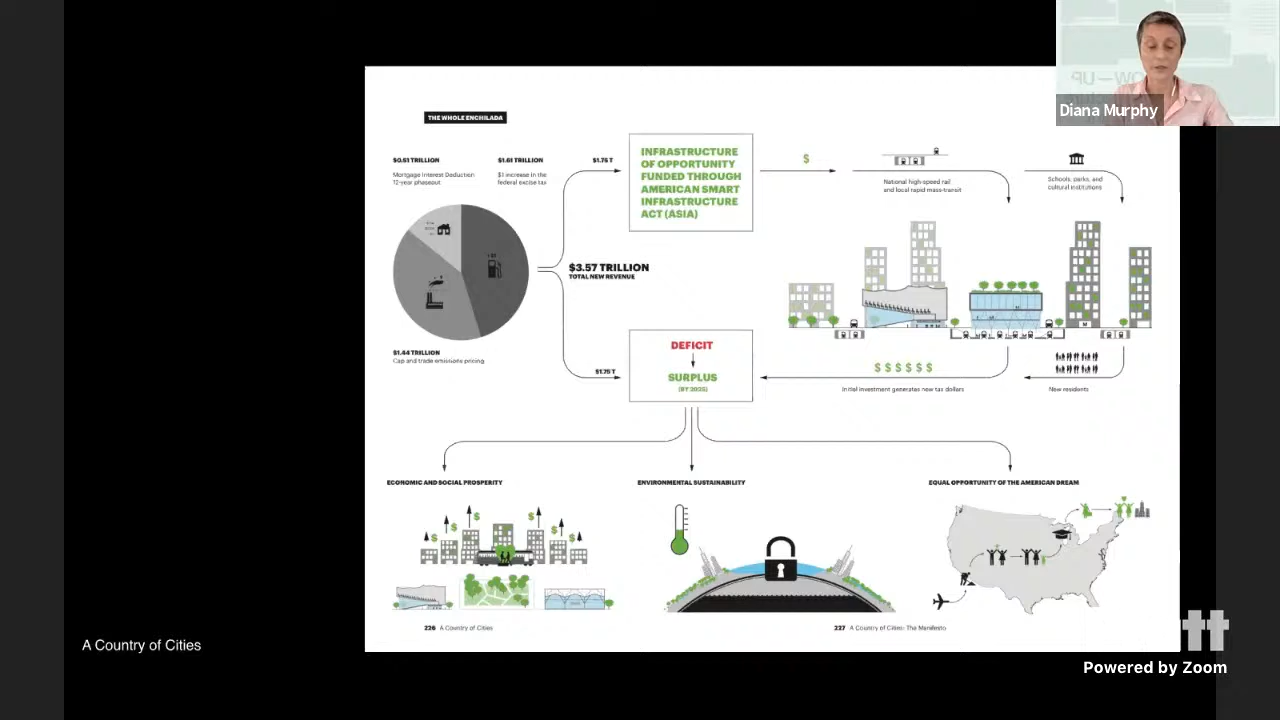 THE WHOLE ENCHILADA
$0.51 TRILLION
Mortgage Interest Deduction
12-year phaseout
$1.61 TRILLION
$1 increase in the
federal excise tax
$1.44 TRILLION
Cap and trade emissions pricing
$1.75 T
$3.57 TRILLION
TOTAL NEW REVENUE
$1.75 T
INFRASTRUCTURE
OF OPPORTUNITY
FUNDED THROUGH
AMERICAN SMART
INFRASTRUCTURE
ACT (ASIA)
$
National high-speed rail
and local rapid mass-transit
Schools, parks, and
cultural institutions
M
DEFICIT
SURPLUS
(BY 2025)
$ $ $ $ $ $
Initial investment generates new tax dollars
New residents
ECONOMIC AND SOCIAL PROSPERITY
$ $ $ $ $ $
ENVIRONMENTAL SUSTAINABILITY
EQUAL OPPORTUNITY OF THE AMERICAN DREAM
226 A Country of Cities
227 A Country of Cities: The Manifesto
A Country of Cities
OW—UP
Diana Murphy
tt
Powered by Zoom